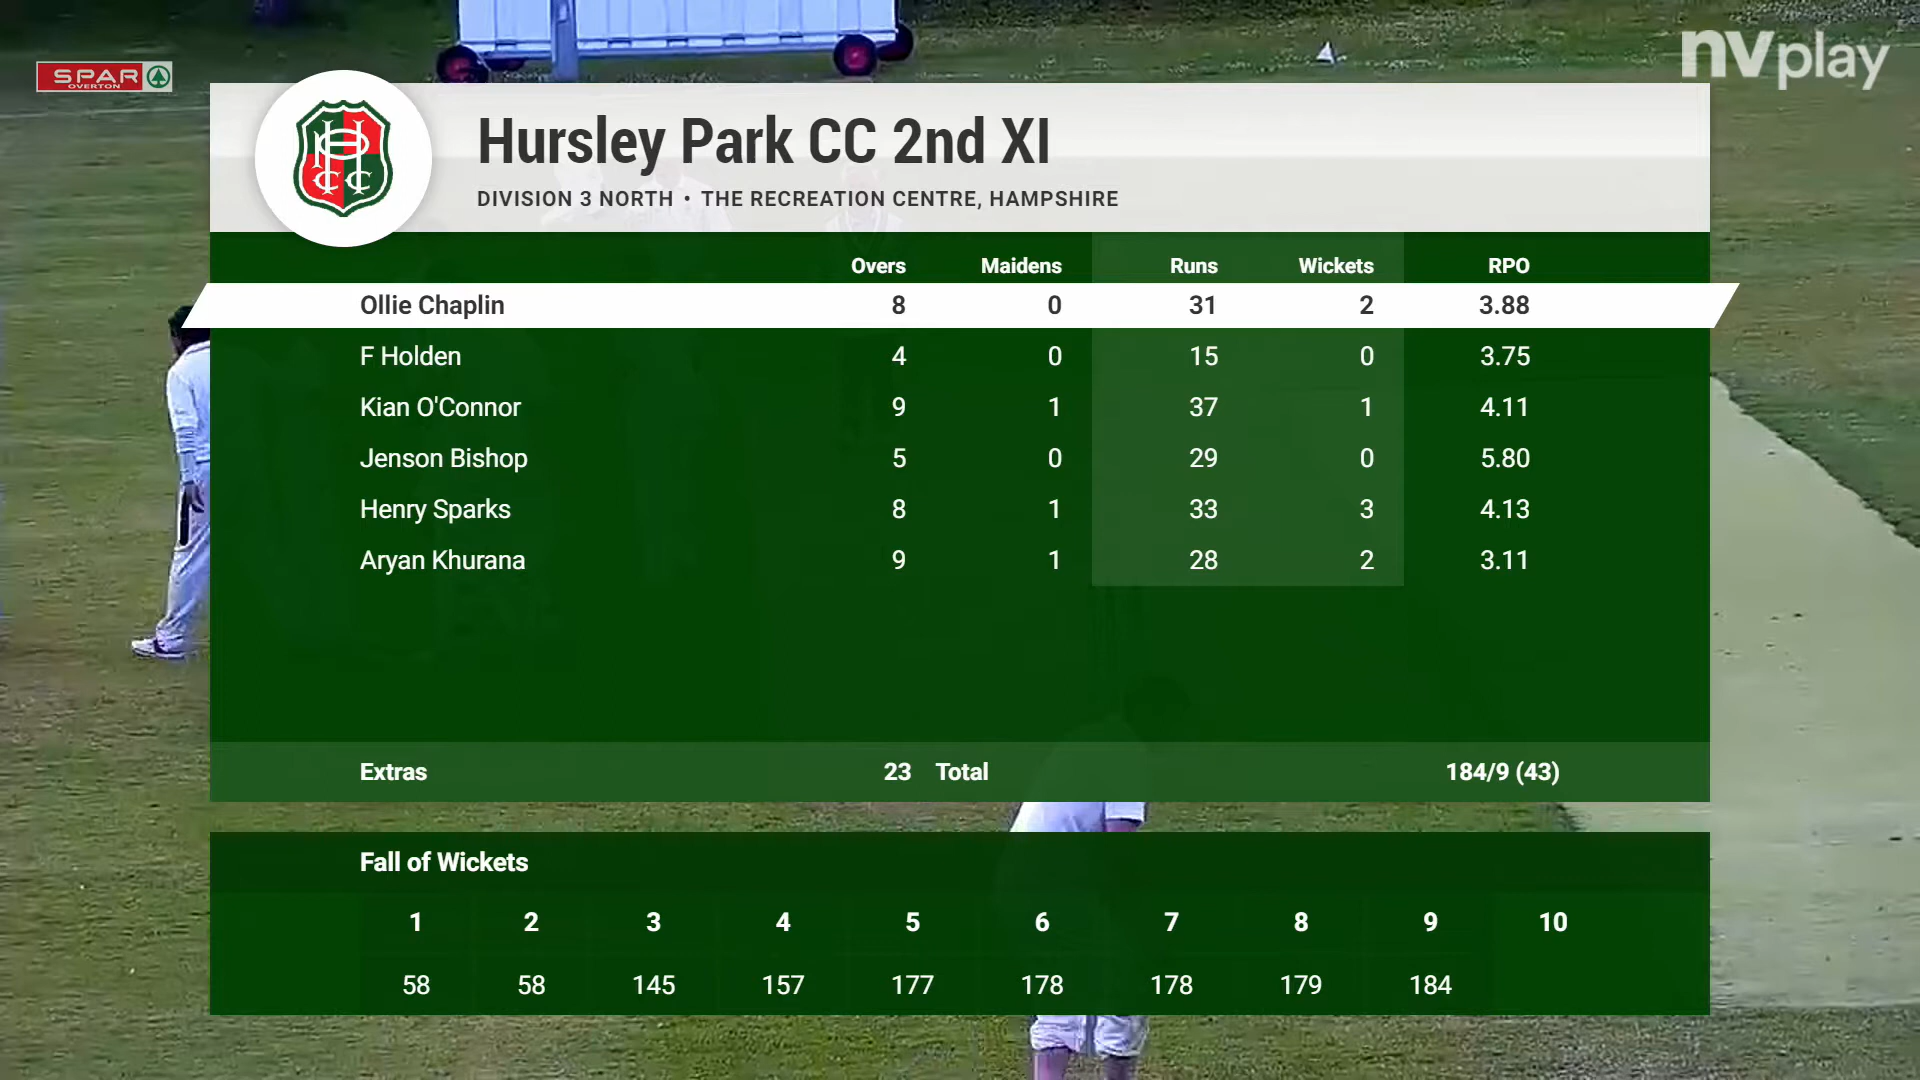 SPAR
OVERTON
nvplay
HP
CC
Hursley Park CC 2nd XI
DIVISION 3 NORTH • THE RECREATION CENTRE, HAMPSHIRE
Overs Maidens Runs Wickets RPO
Ollie Chaplin 8 0 31 2 3.88
F Holden 4 0 15 0 3.75
Kian O'Connor 9 1 37 1 4.11
Jenson Bishop 5 0 29 0 5.80
Henry Sparks 8 1 33 3 4.13
Aryan Khurana 9 1 28 2 3.11
Extras 23 Total 184/9 (43)
Fall of Wickets
1 2 3 4 5 6 7 8 9 10
58 58 145 157 177 178 178 179 184